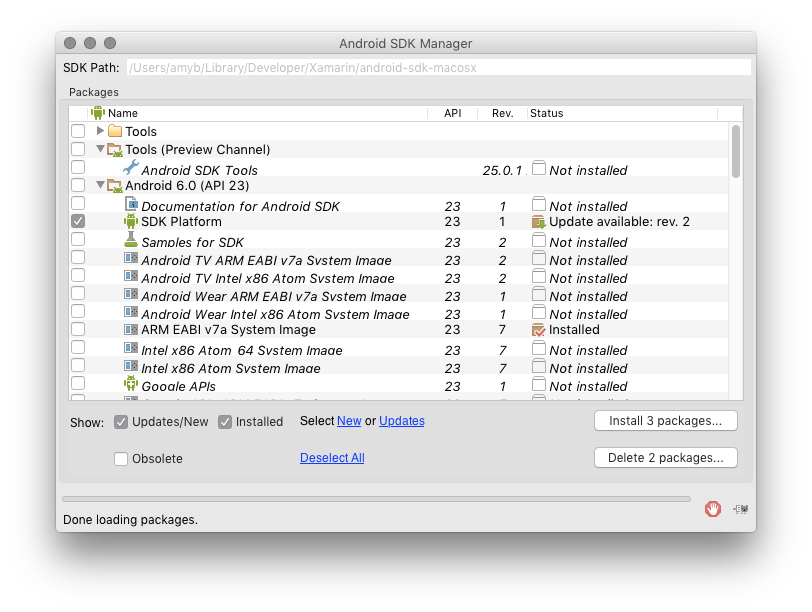 Android SDK Manager
SDK Path: /Users/amyb/Library/Developer/Xamarin/android-sdk-macosx
Packages
Name API Rev. Status
Tools
Tools (Preview Channel)
Android SDK Tools 25.0.1 Not installed
Android 6.0 (API 23)
Documentation for Android SDK 23 1 Not installed
SDK Platform 23 1 Update available: rev. 2
Samples for SDK 23 2 Not installed
Android TV ARM EABI v7a System Image 23 2 Not installed
Android TV Intel x86 Atom System Image 23 2 Not installed
Android Wear ARM EABI v7a System Image 23 1 Not installed
Android Wear Intel x86 Atom System Image 23 1 Not installed
ARM EABI v7a System Image 23 7 Installed
Intel x86 Atom_64 System Image 23 7 Not installed
Intel x86 Atom System Image 23 7 Not installed
Google APIs 23 1 Not installed
Show: Updates/New Installed Select New or Updates Install 3 packages...
Obsolete Deselect All Delete 2 packages...
Done loading packages.